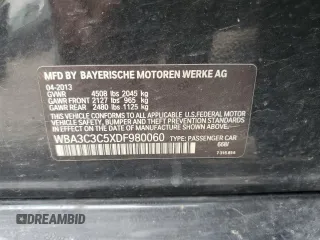 MFD BY BAYERISCHE MOTOREN WERKE AG
04-2013
GVWR 4508 lbs 2045 kg
GAWR FRONT 2127 lbs 965 kg
GAWR REAR 2480 lbs 1125 kg
THIS VEHICLE CONFORMS TO ALL APPLICABLE U.S. FEDERAL
MOTOR VEHICLE SAFETY, BUMPER, AND THEFT PREVENTION
STANDARDS IN EFFECT ON THE DATE OF MANUFACTURE SHOWN ABOVE.
WBA3C3C5XDF980060 TYPE: PASSENGER CAR
668/
DREAMBID